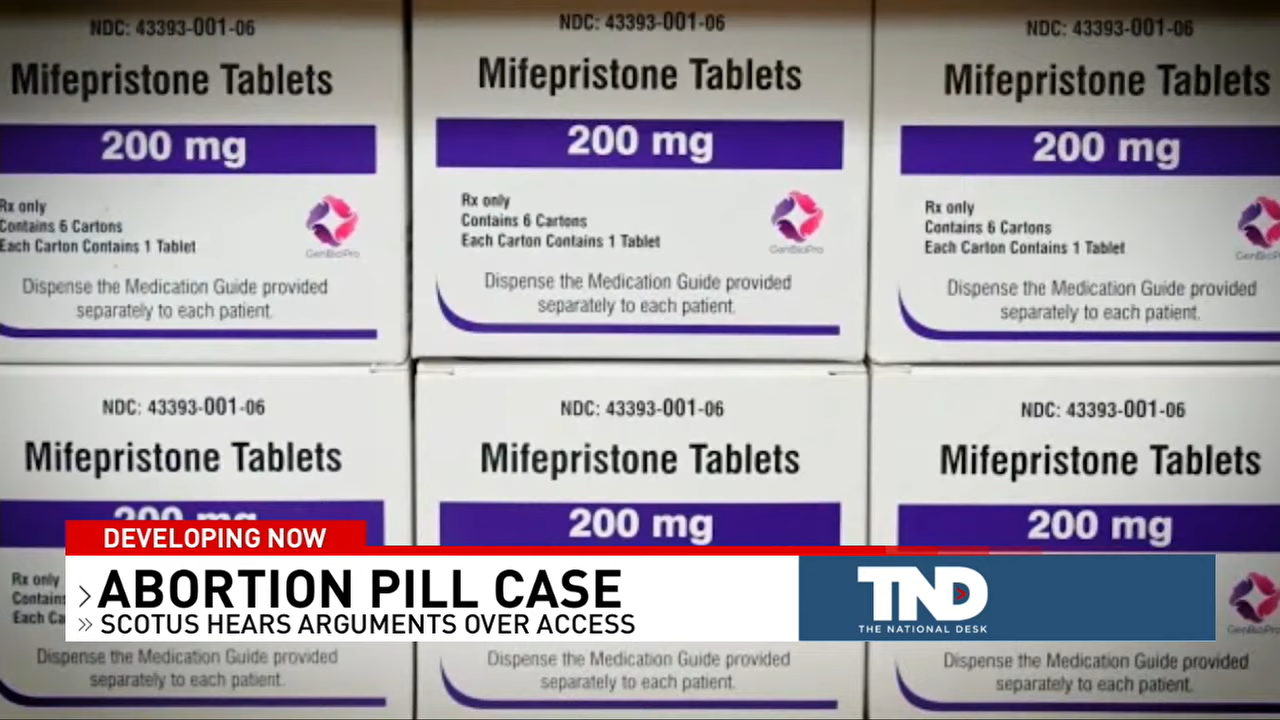 NDC: 43393-001-06
Mifepristone Tablets
200 mg
Rx only
Contains 6 Cartons
Each Carton Contains 1 Tablet
GenBioPro
Dispense the Medication Guide provided
separately to each patient.
NDC: 43393-001-06
Mifepristone Tablets
200 mg
Rx only
Contains 6 Cartons
Each Carton Contains 1 Tablet
GenBioPro
Dispense the Medication Guide provided
separately to each patient.
NDC: 43393-001-06
Mifepristone Tablets
200 mg
Rx only
Contains 6 Cartons
Each Carton Contains 1 Tablet
GenBioPro
Dispense the Medication Guide provided
separately to each patient.
NDC: 43393-001-06
Mifepristone Tablets
200 mg
Rx only
Dispense the Medication Guide provided
separately to each patient.
NDC: 43393-001-06
Mifepristone Tablets
200 mg
Dispense the Medication Guide provided
separately to each patient.
NDC: 43393-001-06
Mifepristone Tablets
200 mg
GenBioPro
Dispense the Medication Guide provided
separately to each patient.
DEVELOPING NOW
ABORTION PILL CASE
SCOTUS HEARS ARGUMENTS OVER ACCESS
TND
THE NATIONAL DESK